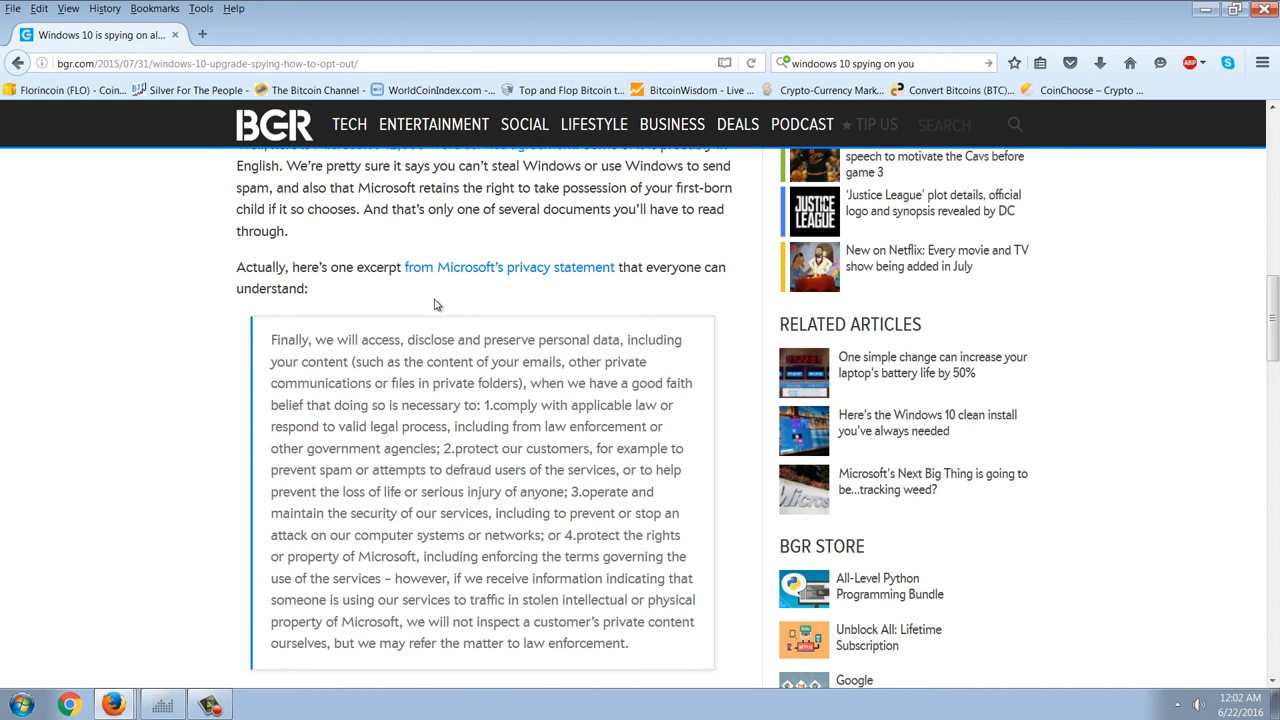 File Edit View History Bookmarks Tools Help
Windows 10 is spying on al...
bgr.com/2015/07/31/windows-10-upgrade-spying-how-to-opt-out/
windoows 10 spying on you
ABP
Florincoin (FLO) - Coin... Silver For The People - The Bitcoin Channel - WorldCoinIndex.com -... Top and Flop Bitcoin t... BitcoinWisdom - Live ... Crypto-Currency Mark... Convert Bitcoins (BTC)... CoinChoose – Crypto ...
BGR TECH ENTERTAINMENT SOCIAL LIFESTYLE BUSINESS DEALS PODCAST ★ TIP US SEARCH
English. We're pretty sure it says you can't steal Windows or use Windows to send
spam, and also that Microsoft retains the right to take possession of your first-born
child if it so chooses. And that's only one of several documents you'll have to read
through.
Actually, here's one excerpt from Microsoft's privacy statement that everyone can
understand:
Finally, we will access, disclose and preserve personal data, including
your content (such as the content of your emails, other private
communications or files in private folders), when we have a good faith
belief that doing so is necessary to: 1.comply with applicable law or
respond to valid legal process, including from law enforcement or
other government agencies; 2.protect our customers, for example to
prevent spam or attempts to defraud users of the services, or to help
prevent the loss of life or serious injury of anyone; 3.operate and
maintain the security of our services, including to prevent or stop an
attack on our computer systems or networks; or 4.protect the rights
or property of Microsoft, including enforcing the terms governing the
use of the services – however, if we receive information indicating that
someone is using our services to traffic in stolen intellectual or physical
property of Microsoft, we will not inspect a customer's private content
ourselves, but we may refer the matter to law enforcement.
speech to motivate the Cavs before
game 3
JUSTICE
LEAGUE
'Justice League' plot details, official
logo and synopsis revealed by DC
New on Netflix: Every movie and TV
show being added in July
RELATED ARTICLES
One simple change can increase your
laptop's battery life by 50%
Here's the Windows 10 clean install
you've always needed
Microsoft's Next Big Thing is going to
be...tracking weed?
BGR STORE
All-Level Python
Programming Bundle
Unblock All: Lifetime
Subscription
Google
12:02 AM
6/22/2016